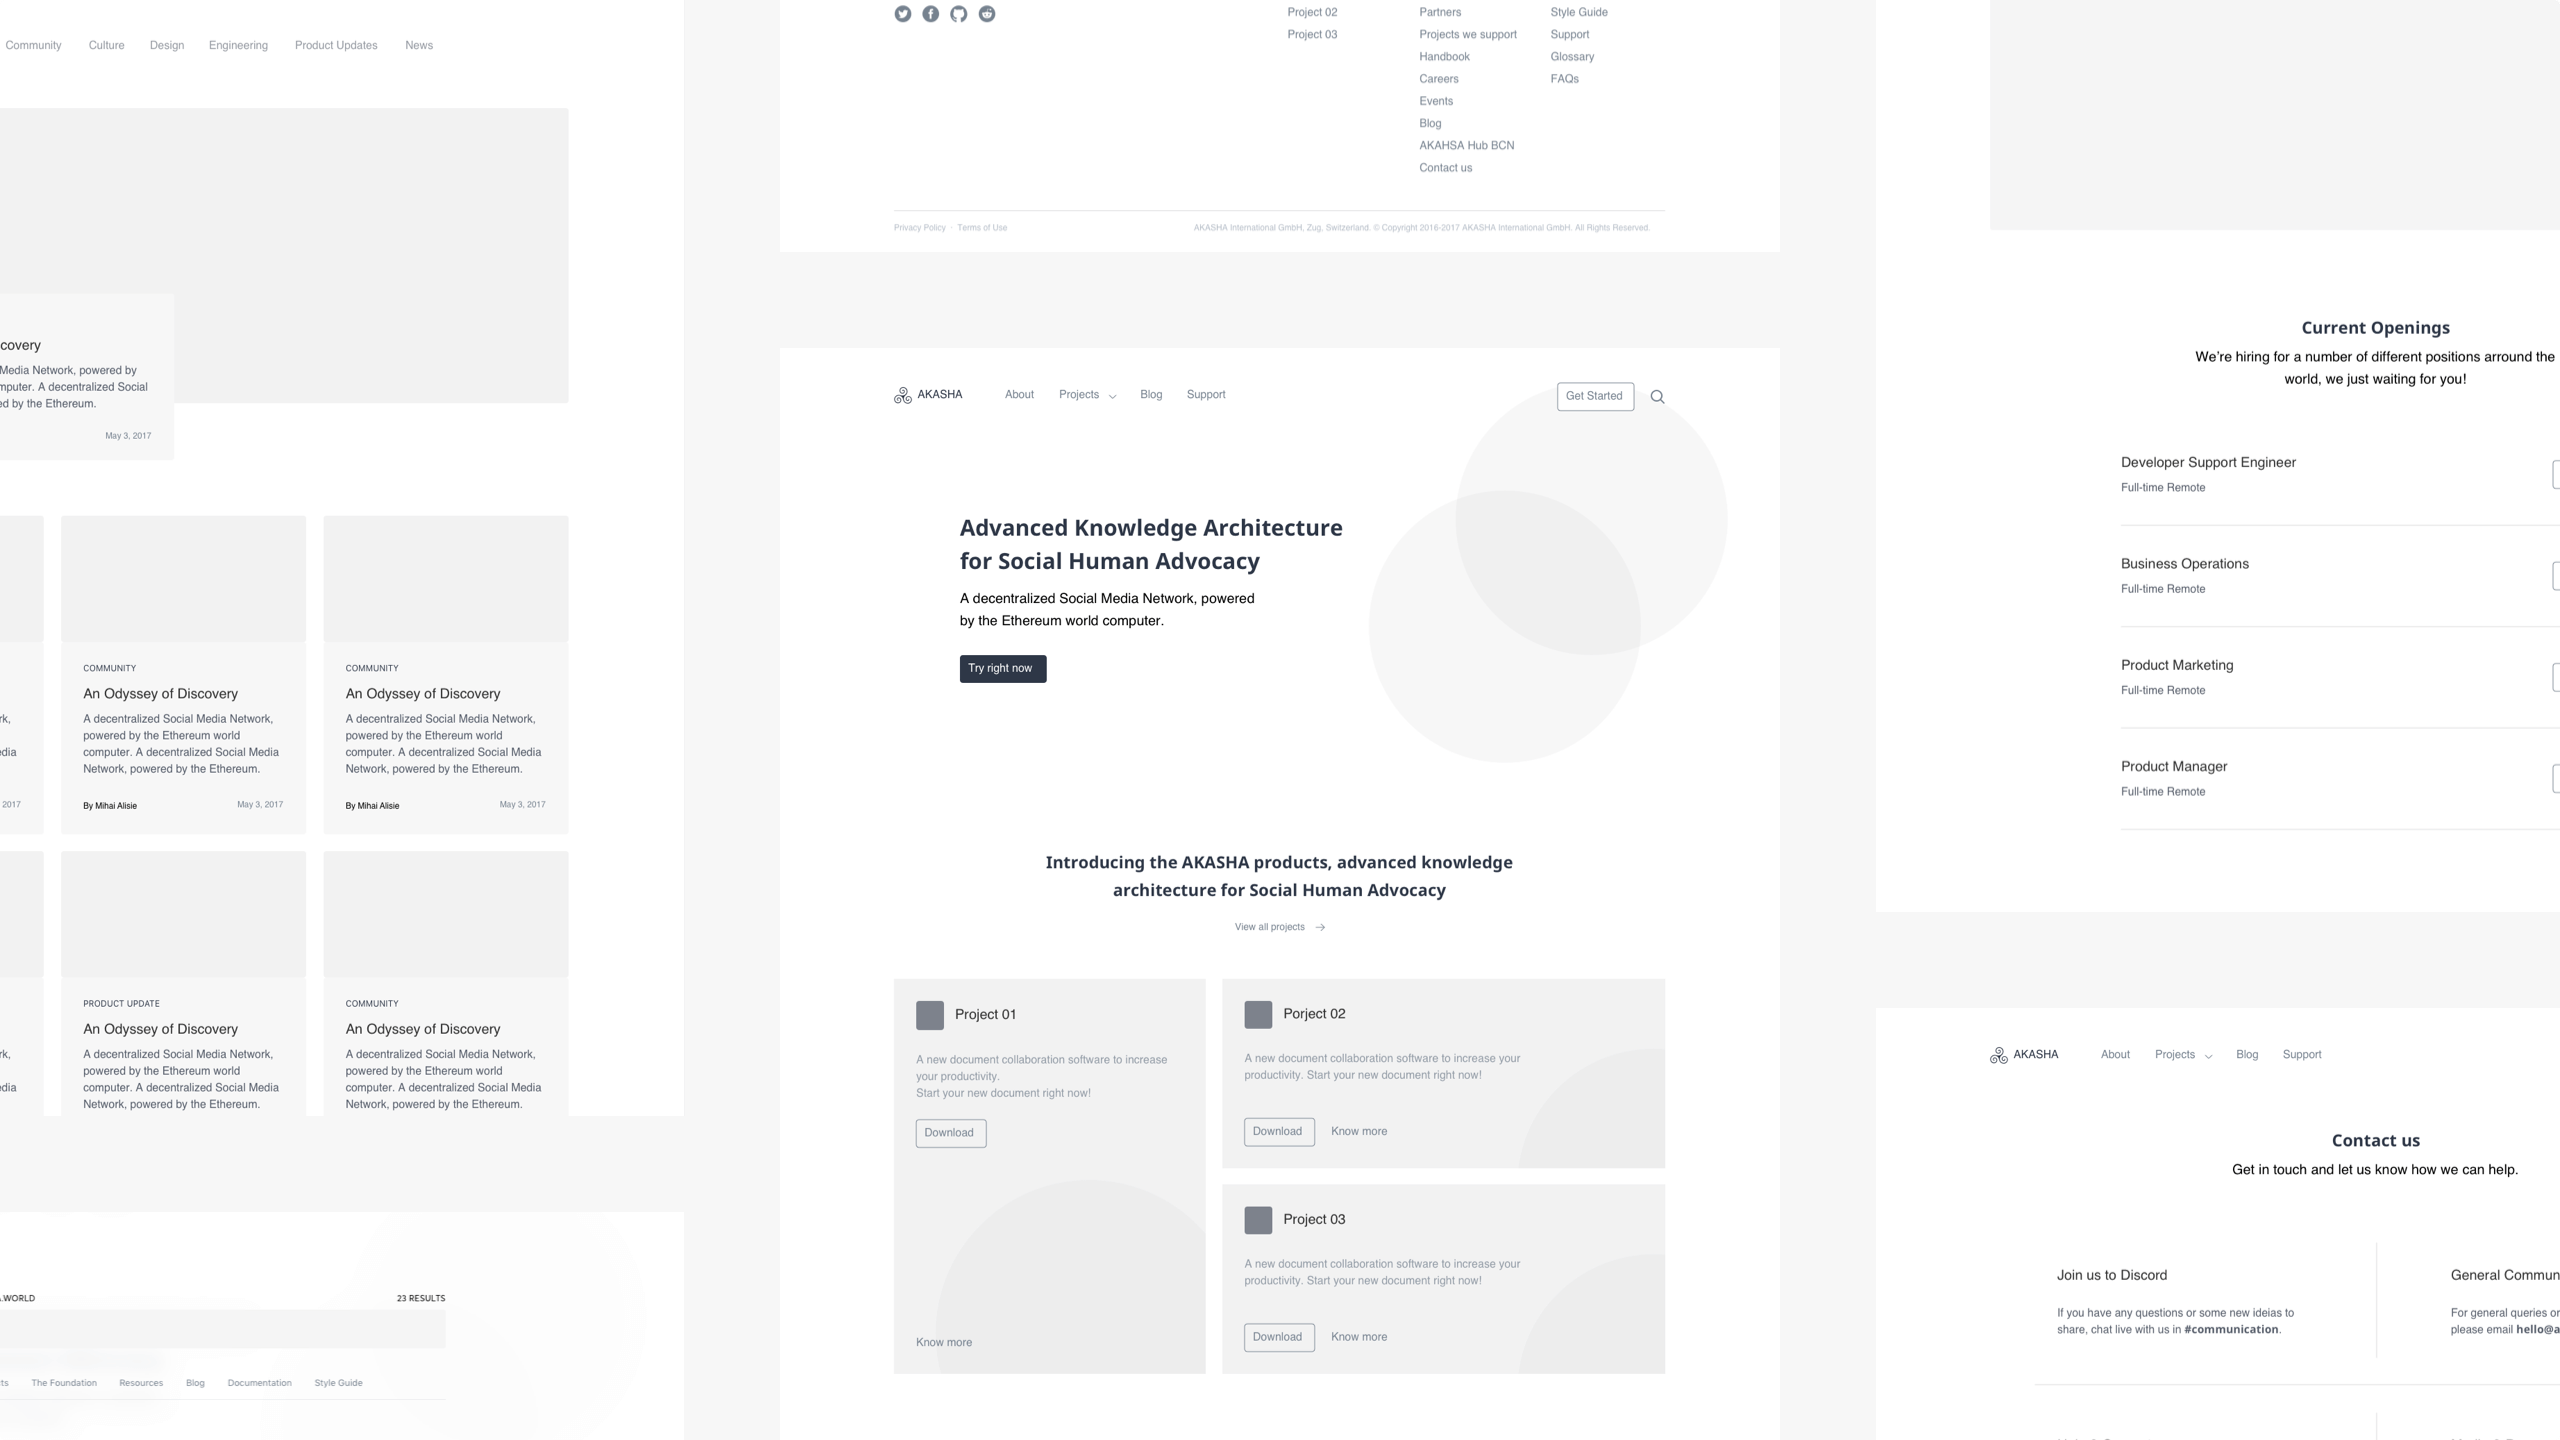 Community Culture Design Engineering Product Updates News
covery
Media Network, powered by
mputer. A decentralized Social
ed by the Ethereum.
May 3, 2017
rk,
edia
2017
COMMUNITY
An Odyssey of Discovery
A decentralized Social Media Network,
powered by the Ethereum world
computer. A decentralized Social Media
Network, powered by the Ethereum.
By Mihai Alisie May 3, 2017
COMMUNITY
An Odyssey of Discovery
A decentralized Social Media Network,
powered by the Ethereum world
computer. A decentralized Social Media
Network, powered by the Ethereum.
By Mihai Alisie May 3, 2017
rk,
edia
PRODUCT UPDATE
An Odyssey of Discovery
A decentralized Social Media Network,
powered by the Ethereum world
computer. A decentralized Social Media
Network, powered by the Ethereum.
COMMUNITY
An Odyssey of Discovery
A decentralized Social Media Network,
powered by the Ethereum world
computer. A decentralized Social Media
Network, powered by the Ethereum.
.WORLD 23 RESULTS
ts The Foundation Resources Blog Documentation Style Guide
Project 02
Project 03
Partners
Projects we support
Handbook
Careers
Events
Blog
AKAHSA Hub BCN
Contact us
Style Guide
Support
Glossary
FAQs
Privacy Policy · Terms of Use
AKASHA International GmbH, Zug, Switzerland. © Copyright 2016-2017 AKASHA International GmbH. All Rights Reserved.
AKASHA About Projects Blog Support Get Started
Advanced Knowledge Architecture
for Social Human Advocacy
A decentralized Social Media Network, powered
by the Ethereum world computer.
Try right now
Introducing the AKASHA products, advanced knowledge
architecture for Social Human Advocacy
View all projects
Project 01
A new document collaboration software to increase
your productivity.
Start your new document right now!
Download
Know more
Porject 02
A new document collaboration software to increase your
productivity. Start your new document right now!
Download Know more
Project 03
A new document collaboration software to increase your
productivity. Start your new document right now!
Download Know more
Current Openings
We're hiring for a number of different positions arround the
world, we just waiting for you!
Developer Support Engineer
Full-time Remote
Business Operations
Full-time Remote
Product Marketing
Full-time Remote
Product Manager
Full-time Remote
AKASHA About Projects Blog Support
Contact us
Get in touch and let us know how we can help.
Join us to Discord
If you have any questions or some new ideias to
share, chat live with us in #communication.
General Commun
For general queries or
please email hello@a